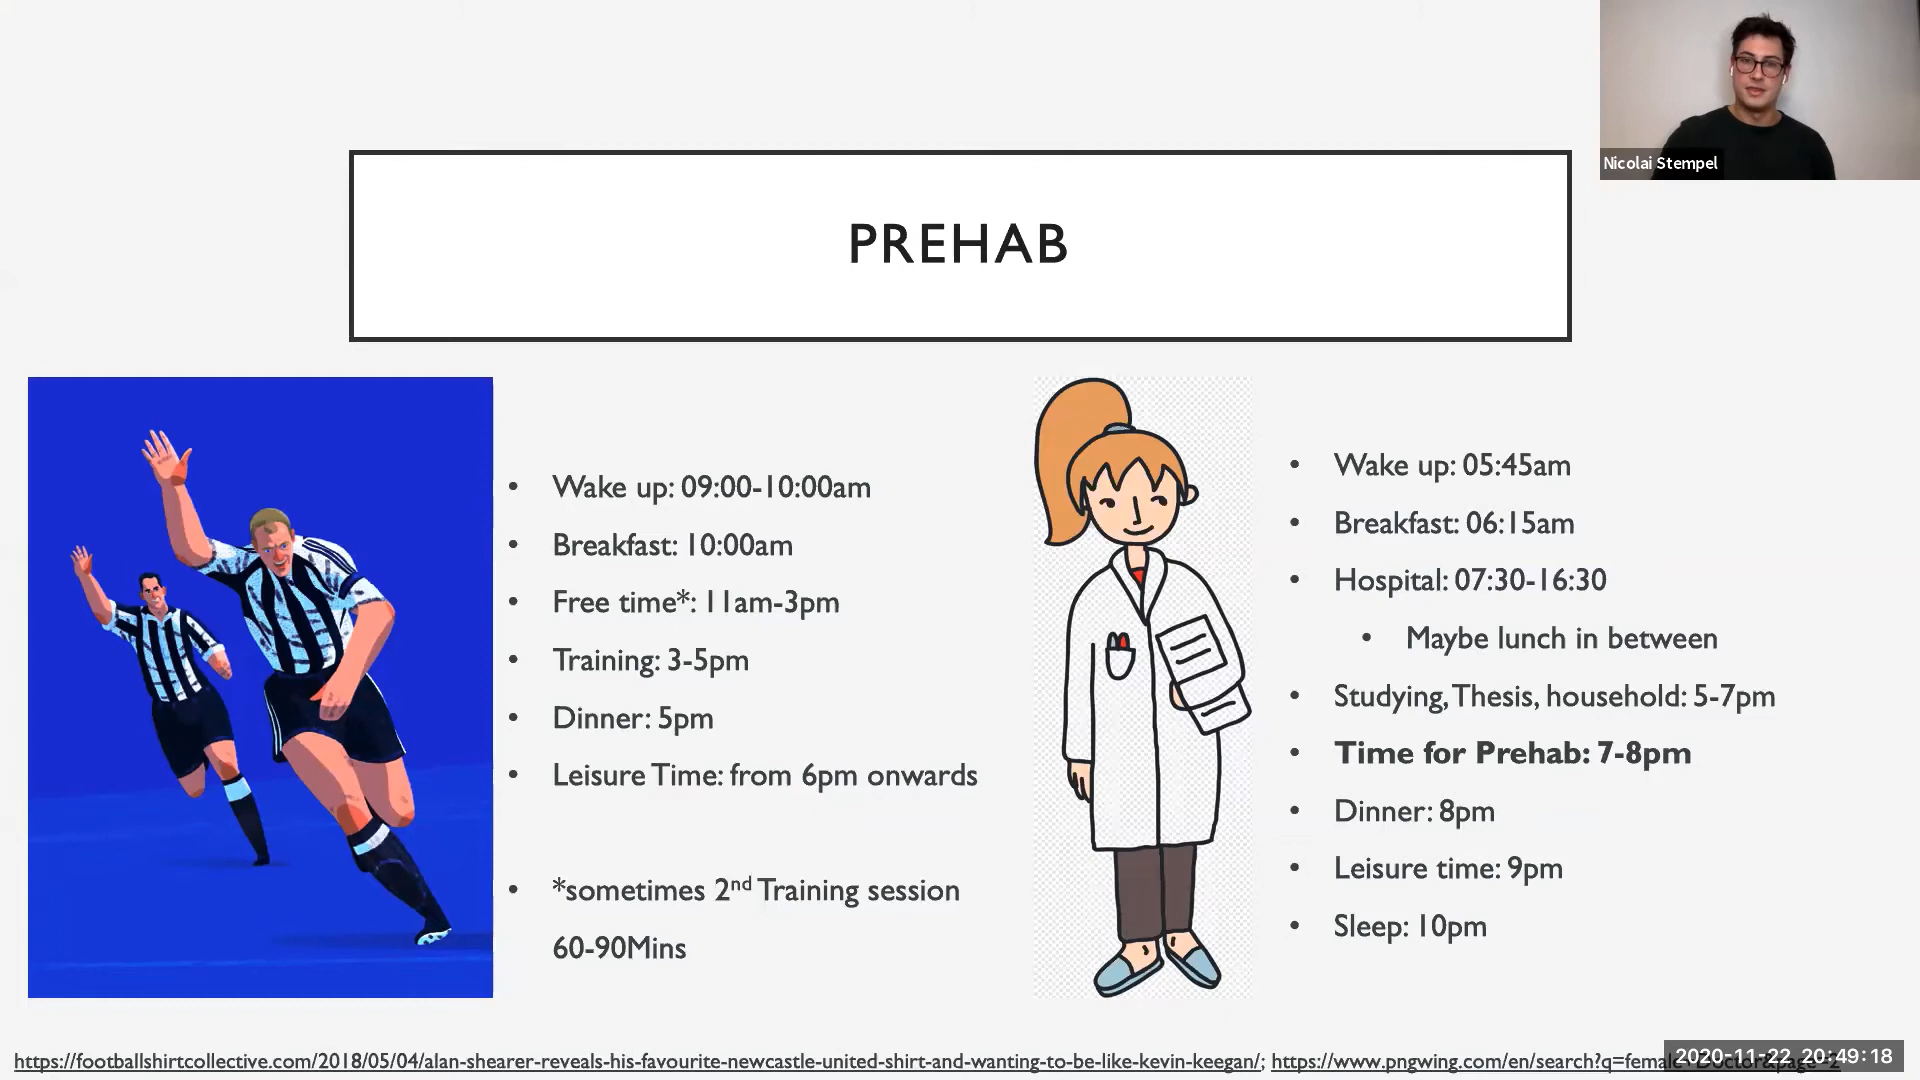 Nicolai Stempel
PREHAB
• Wake up: 09:00-10:00am
• Breakfast: 10:00am
• Free time*: 11am-3pm
• Training: 3-5pm
• Dinner: 5pm
• Leisure Time: from 6pm onwards
• *sometimes 2nd Training session
60-90Mins
• Wake up: 05:45am
• Breakfast: 06:15am
• Hospital: 07:30-16:30
• Maybe lunch in between
• Studying, Thesis, household: 5-7pm
• Time for Prehab: 7-8pm
• Dinner: 8pm
• Leisure time: 9pm
• Sleep: 10pm
https://footballshirtcollective.com/2018/05/04/alan-shearer-reveals-his-favourite-newcastle-united-shirt-and-wanting-to-be-like-kevin-keegan/; https://www.pngwing.com/en/search?q=female
2020-11-22 20:49:18